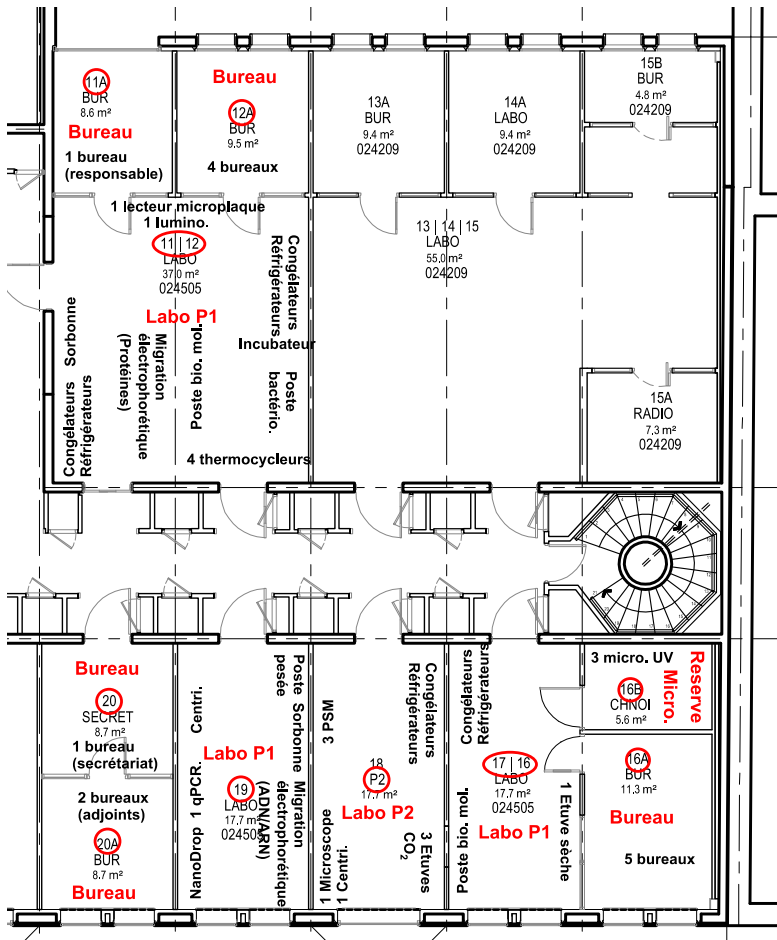 11A
BUR
8.6 m²
Bureau
1 bureau
(responsable)
Bureau
12A
BUR
9.5 m²
4 bureaux
13A
BUR
9.4 m²
024209
14A
LABO
9.4 m²
024209
15B
BUR
4.8 m²
024209
1 lecteur microplaque
1 lumino.
11 | 12
LABO
37.0 m²
024505
Labo P1
Congélateurs
Réfrigérateurs
Incubateur
Sorbonne
Congélateurs
Réfrigérateurs
Migration
électrophorétique
(Protéines)
Poste bio. mol.
Poste
bactério.
4 thermocycleurs
13 | 14 | 15
LABO
55.0 m²
024209
15A
RADIO
7.3 m²
024209
Bureau
20
SECRET
8.7 m²
1 bureau
(secrétariat)
2 bureaux
(adjoints)
20A
BUR
8.7 m²
Bureau
Centri.
NanoDrop 1 qPCR.
Labo P1
19
LABO
17.7 m²
024505
Poste Sorbonne
pesée
Migration
électrophorétique
(ADN/ARN)
3 PSM
1 Microscope
1 Centri.
18
P2
17.7 m²
Labo P2
Congélateurs
Réfrigérateurs
3 Etuves
CO2
Congélateurs
Réfrigérateurs
Poste bio. mol.
17 | 16
LABO
17.7 m²
024505
Labo P1
1 Etuve sèche
3 micro. UV
16B
CHNOI
5.6 m²
Reserve
Micro.
16A
BUR
11.3 m²
Bureau
5 bureaux